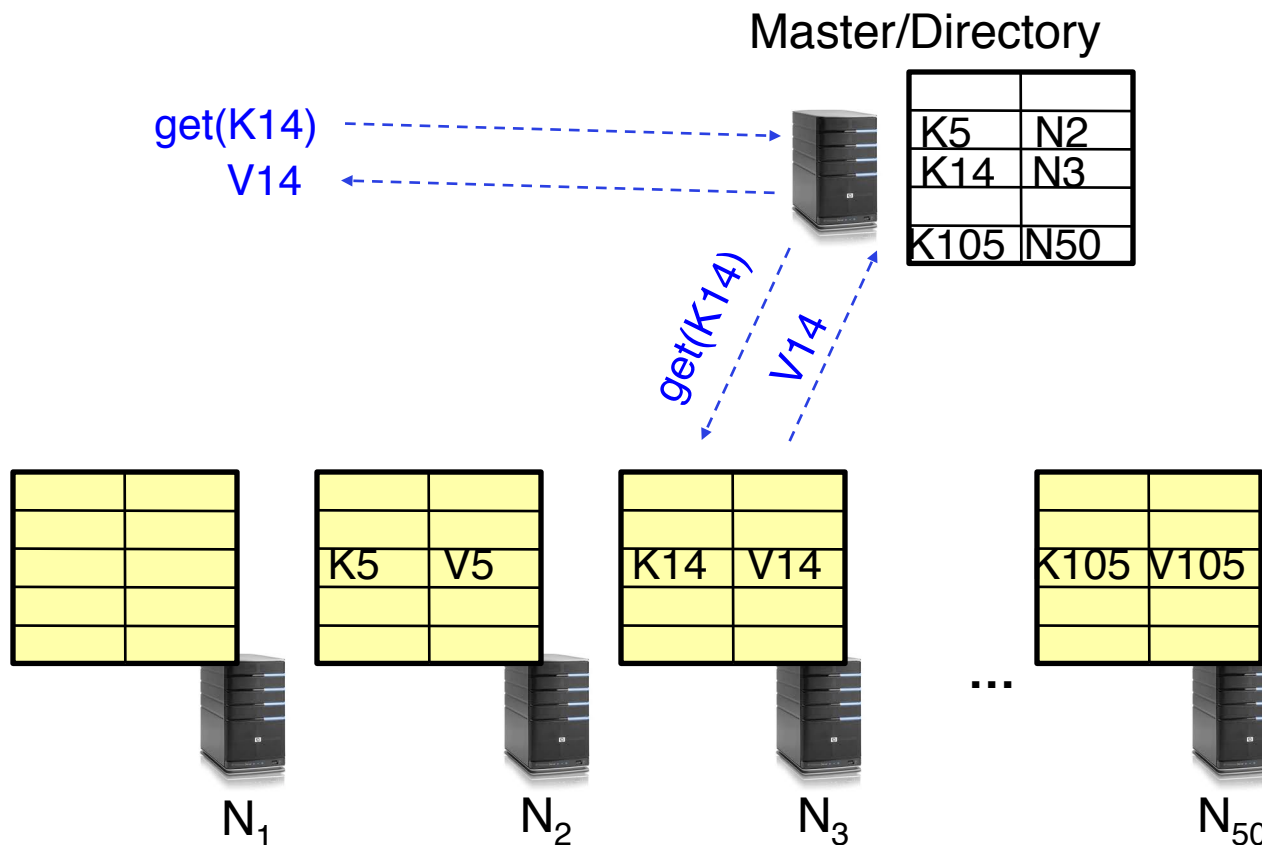 Master/Directory
get(K14)
V14
K5 N2
K14 N3
K105 N50
get(K14)
V14
K5 V5
K14 V14
K105 V105
...
N1
N2
N3
N50